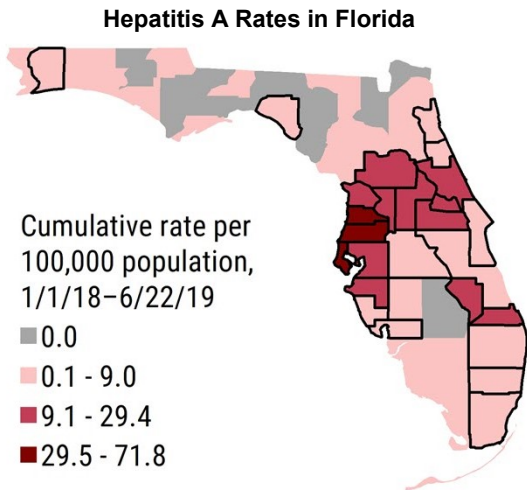 Hepatitis A Rates in Florida
Cumulative rate per
100,000 population,
1/1/18–6/22/19
0.0
0.1 - 9.0
9.1 - 29.4
29.5 - 71.8